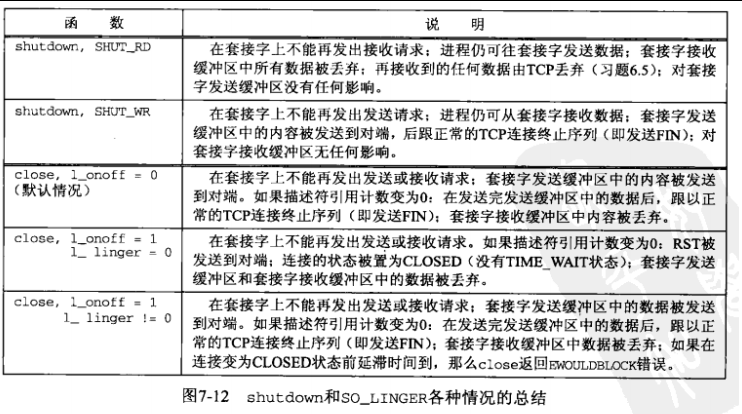 函 数 说 明
shutdown, SHUT_RD 在套接字上不能再发出接收请求；进程仍可往套接字发送数据；套接字接收
缓冲区中所有数据被丢弃；再接收到的任何数据由TCP丢弃（习题6.5）；对套接
字发送缓冲区没有任何影响。
shutdown, SHUT_WR 在套接字上不能再发出发送请求；进程仍可从套接字接收数据；套接字发送
缓冲区中的内容被发送到对端，后跟正常的TCP连接终止序列（即发送FIN）；对
套接字接收缓冲区无任何影响。
close, l_onoff = 0 在套接字上不能再发出发送或接收请求；套接字发送缓冲区中的内容被发送
（默认情况） 到对端。如果描述符引用计数变为0：在发送完发送缓冲区中的数据后，跟以正
常的TCP连接终止序列（即发送FIN）；套接字接收缓冲区中内容被丢弃。
close, l_onoff = 1 在套接字上不能再发出发送或接收请求。如果描述符引用计数变为0：RST被
l_ linger = 0 发送到对端；连接的状态被置为CLOSED（没有TIME_WAIT状态）；套接字发送
缓冲区和套接字接收缓冲区中的数据被丢弃。
close, l_onoff = 1 在套接字上不能再发出发送或接收请求；套接字发送缓冲区中的数据被发送
l_ linger != 0 到对端。如果描述符引用计数变为0：在发送完发送缓冲区中的数据后，跟以正
常的TCP连接终止序列（即发送FIN）；套接字接收缓冲区中数据被丢弃；如果在
连接变为CLOSED状态前延滞时间到，那么close返回EWOULDBLOCK错误。
图7-12 shutdown和SO_LINGER各种情况的总结